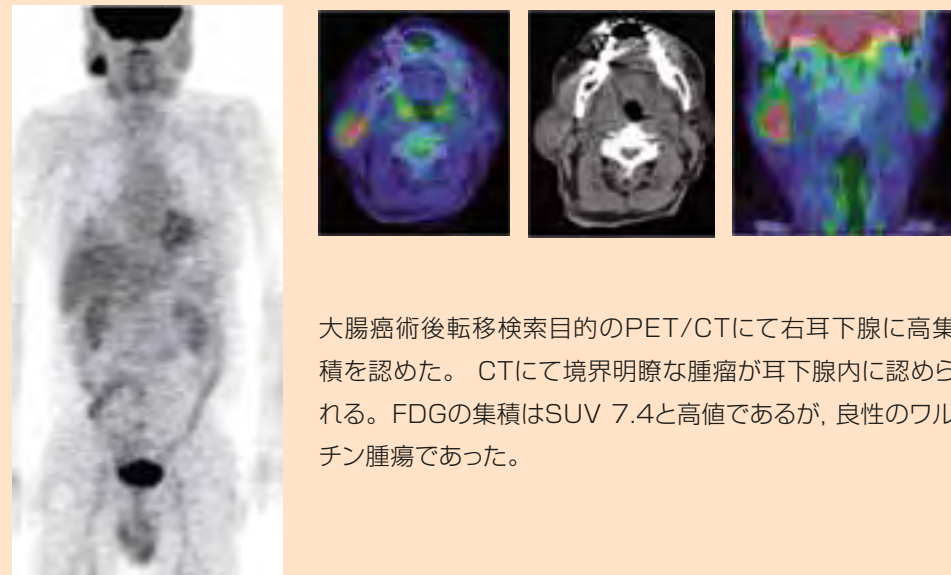 大腸癌術後転移検索目的のPET/CTにて右耳下腺に高集
積を認めた。 CTにて境界明瞭な腫瘤が耳下腺内に認めら
れる。FDGの集積はSUV 7.4と高値であるが, 良性のワル
チン腫瘍であった。